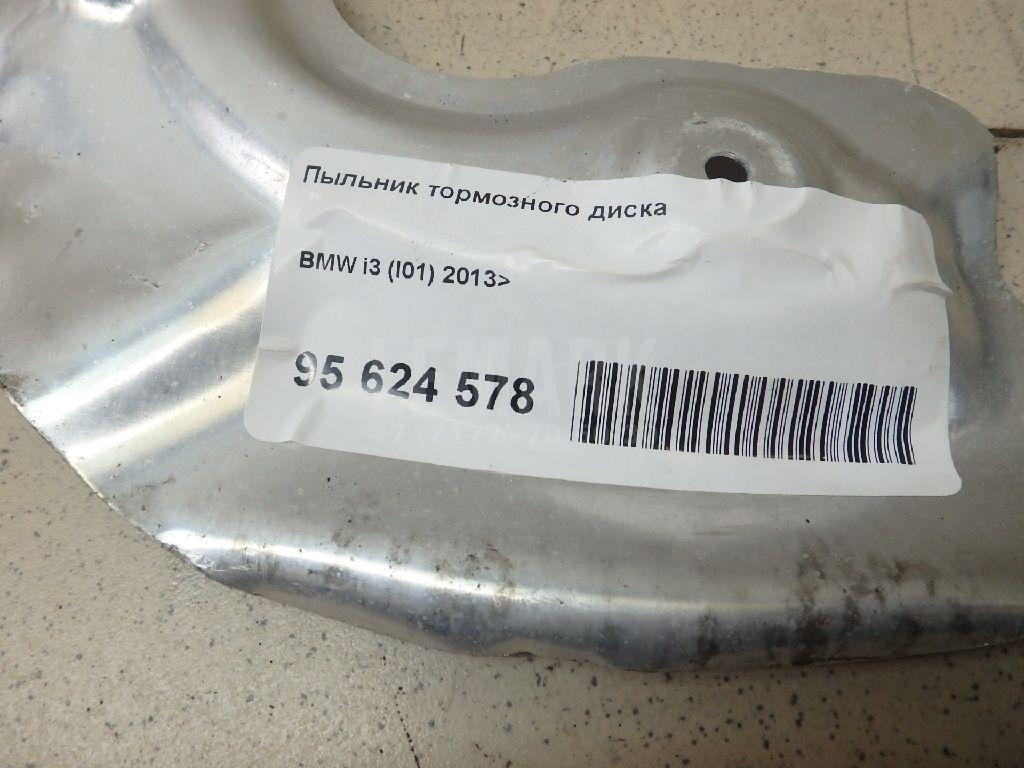 Пыльник тормозного диска
BMW i3 (I01) 2013>
95 624 578